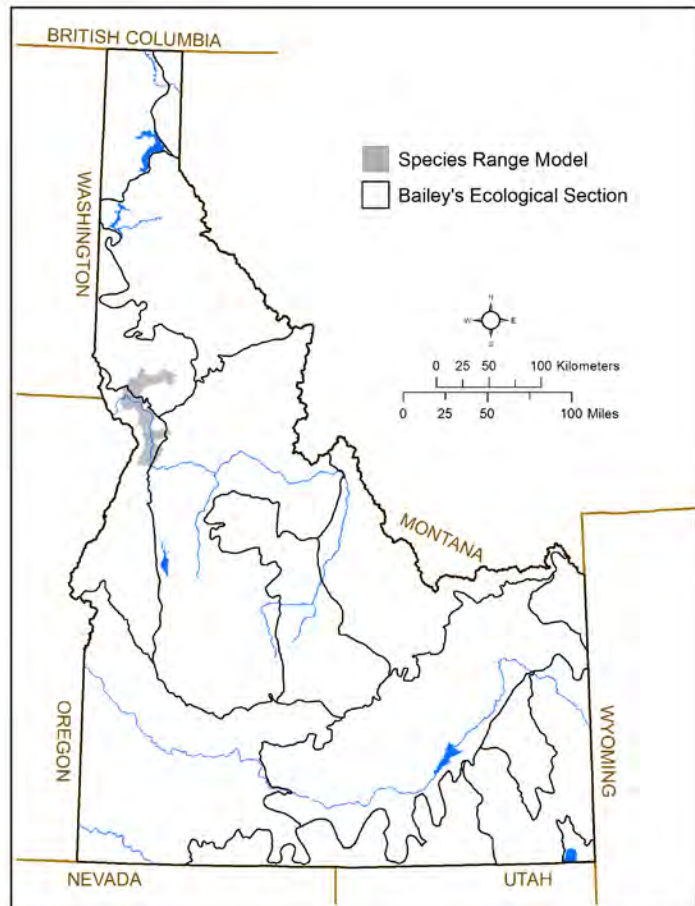 BRITISH COLUMBIA
WASHINGTON
Species Range Model
Bailey's Ecological Section
N
W E
S
0 25 50 100 Kilometers
0 25 50 100 Miles
MONTANA
OREGON
WYOMING
NEVADA
UTAH